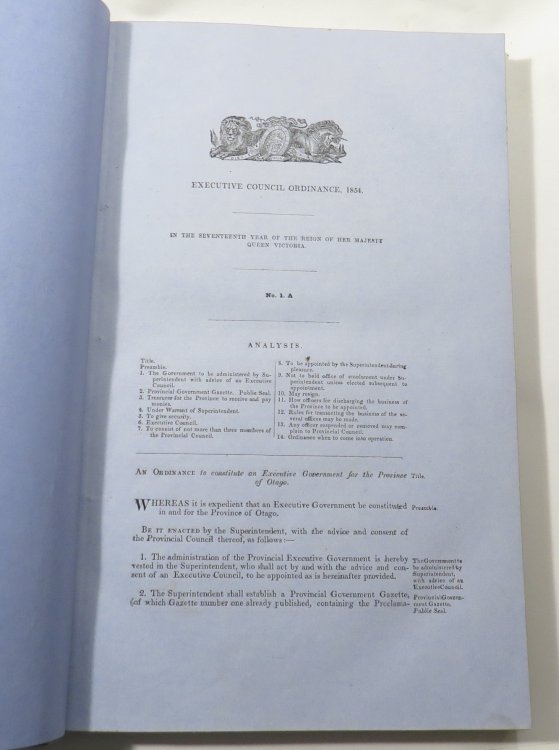 EXECUTIVE COUNCIL ORDINANCE, 1854.
IN THE SEVENTEENTH YEAR OF THE REIGN OF HER MAJESTY
QUEEN VICTORIA.
No. 1. A
ANALYSIS.
Title.
Preamble.
1. The Government to be administered by Su-
perintendent with advice of an Executive
Council.
2. Provincial Government Gazette. Public Seal.
3. Treasurer for the Province to receive and pay
monies.
4. Under Warrant of Superintendent.
5. To give security.
6. Executive Council.
7. To consist of not more than three members of
the Provincial Council.
8. To be appointed by the Superintendent during
pleasure.
9. Not to hold office of emolument under Su-
perintendent unless elected subsequent to
appointment.
10. May resign.
11. How officers for discharging the business of
the Province to be appointed.
12. Rules for transacting the business of the se-
veral offices may be made.
13. Any officer suspended or removed may com-
plain to Provincial Council.
14. Ordinance when to come into operation.
AN ORDINANCE to constitute an Executive Government for the Province Title.
of Otago.
WHEREAS it is expedient that an Executive Government be constituted Preamble.
in and for the Province of Otago.
BE IT ENACTED by the Superintendent, with the advice and consent of
the Provincial Council thereof, as follows:—
1. The administration of the Provincial Executive Government is hereby
vested in the Superintendent, who shall act by and with the advice and con-
sent of an Executive Council, to be appointed as is hereinafter provided.
The Government to
be administered by
Superintendent,
with advice of an
Executive Council.
2. The Superintendent shall establish a Provincial Government Gazette,
(of which Gazette number one already published, containing the Proclama-
Provincial Govern-
ment Gazette.
Public Seal.